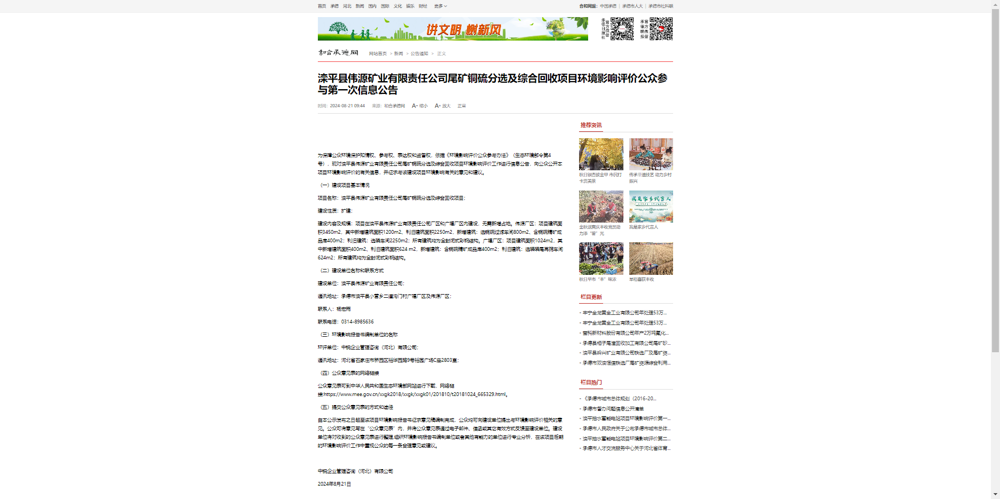 首页 承德 河北 新闻 国内 国际 文化 娱乐 财经 更多
合和网盟：中国承德 | 承德市人大 | 承德市社科联
讲文明 树新风
承德日报社 官方微信
承德晚报 官方微信
和合承德网
网站首页 > 新闻 > 公告通知 > 正文
滦平县伟源矿业有限责任公司尾矿铜硫分选及综合回收项目环境影响评价公众参
与第一次信息公告
时间：2024-08-21 09:44 来源：和合承德网 A- 缩小 A+ 放大 正常
为保障公众环境保护知情权、参与权、表达权和监督权，依据《环境影响评价公众参与办法》（生态环境部令第4
号），现对滦平县伟源矿业有限责任公司尾矿铜硫分选及综合回收项目环境影响评价工作进行信息公告，向公众公开本
项目环境影响评价的有关信息，并征求与该建设项目环境影响有关的意见和建议。
（一）建设项目基本情况
项目名称：滦平县伟源矿业有限责任公司尾矿铜硫分选及综合回收项目；
建设性质：扩建；
建设内容及规模：项目在滦平县伟源矿业有限责任公司厂区和广福厂区内建设，无需新增占地。伟源厂区：项目建筑面
积3450m2，其中新增建筑面积1200m2、利旧建筑面积2250m2，新增建筑：选铜硫过滤车间800m2、含铜硫精矿成
品库400m2；利旧建筑：选磷车间2250m2；所有建筑均为全封闭式彩钢结构。广福厂区：项目建筑面积1024m2，其
中新增建筑面积400m2、利旧建筑面积624 m2，新增建筑：含铜硫精矿成品库400m2；利旧建筑：选磷磷尾再筛车间
624m2；所有建筑均为全封闭式彩钢结构。
（二）建设单位名称和联系方式
建设单位：滦平县伟源矿业有限责任公司；
通讯地址：承德市滦平县小营乡二道沟门村广福厂区及伟源厂区；
联系人：杨宏雨
联系电话：0314-8985636
（三）环境影响报告书编制单位的名称
环评单位：中锐企业管理咨询（河北）有限公司；
通讯地址：河北省石家庄市桥西区裕华西路9号裕园广场C座2803室；
（四）公众意见表的网络链接
公众意见表可到中华人民共和国生态环境部网站进行下载，网络链
接:https://www.mee.gov.cn/xxgk2018/xxgk/xxgk01/201810/t20181024_665329.html。
（五）提交公众意见表的方式和途径
自本公示发布之日起至该项目环境影响报告书征求意见稿编制完成，公众均可向建设单位提出与环境影响评价相关的意
见。公众可将意见写在“公众意见表”内，并将公众意见表通过电子邮件、信函或其它有效方式反馈至建设单位。建设
单位将对收到的公众意见表进行整理,组织环境影响报告书编制单位或者其他有能力的单位进行专业分析，在该项目后期
的环境影响评价工作中重视公众的每一条合理意见或建议。
中锐企业管理咨询（河北）有限公司
2024年8月21日
推荐资讯
秋日银杏披金甲 市民打
卡赏美景
传承非遗技艺 助力乡村
振兴
金秋送爽庆丰收党员助
力添“薯”光
我是家乡代言人
我是家乡代言人
秋日早市“丰”味浓
早稻喜获丰收
栏目更新
丰宁金龙黄金工业有限公司年处理53万...
丰宁金龙黄金工业有限公司年处理53万...
萤科新材料股份有限公司年产2万吨氟化...
承德县栢子尾渣回收加工有限公司尾矿砂...
滦平县岭兴矿业有限公司铁选厂及尾矿资...
承德市双滦恒信铁选厂尾矿资源综合利用...
栏目热门
《承德市城市总体规划（2016-20...
承德市督办问题信息公开清单
滦平抽水蓄能电站项目环境影响评价第一...
承德市人民政府关于公布承德市城市总体...
滦平抽水蓄能电站项目环境影响评价第二...
承德市人才交流服务中心关于河北省体育...